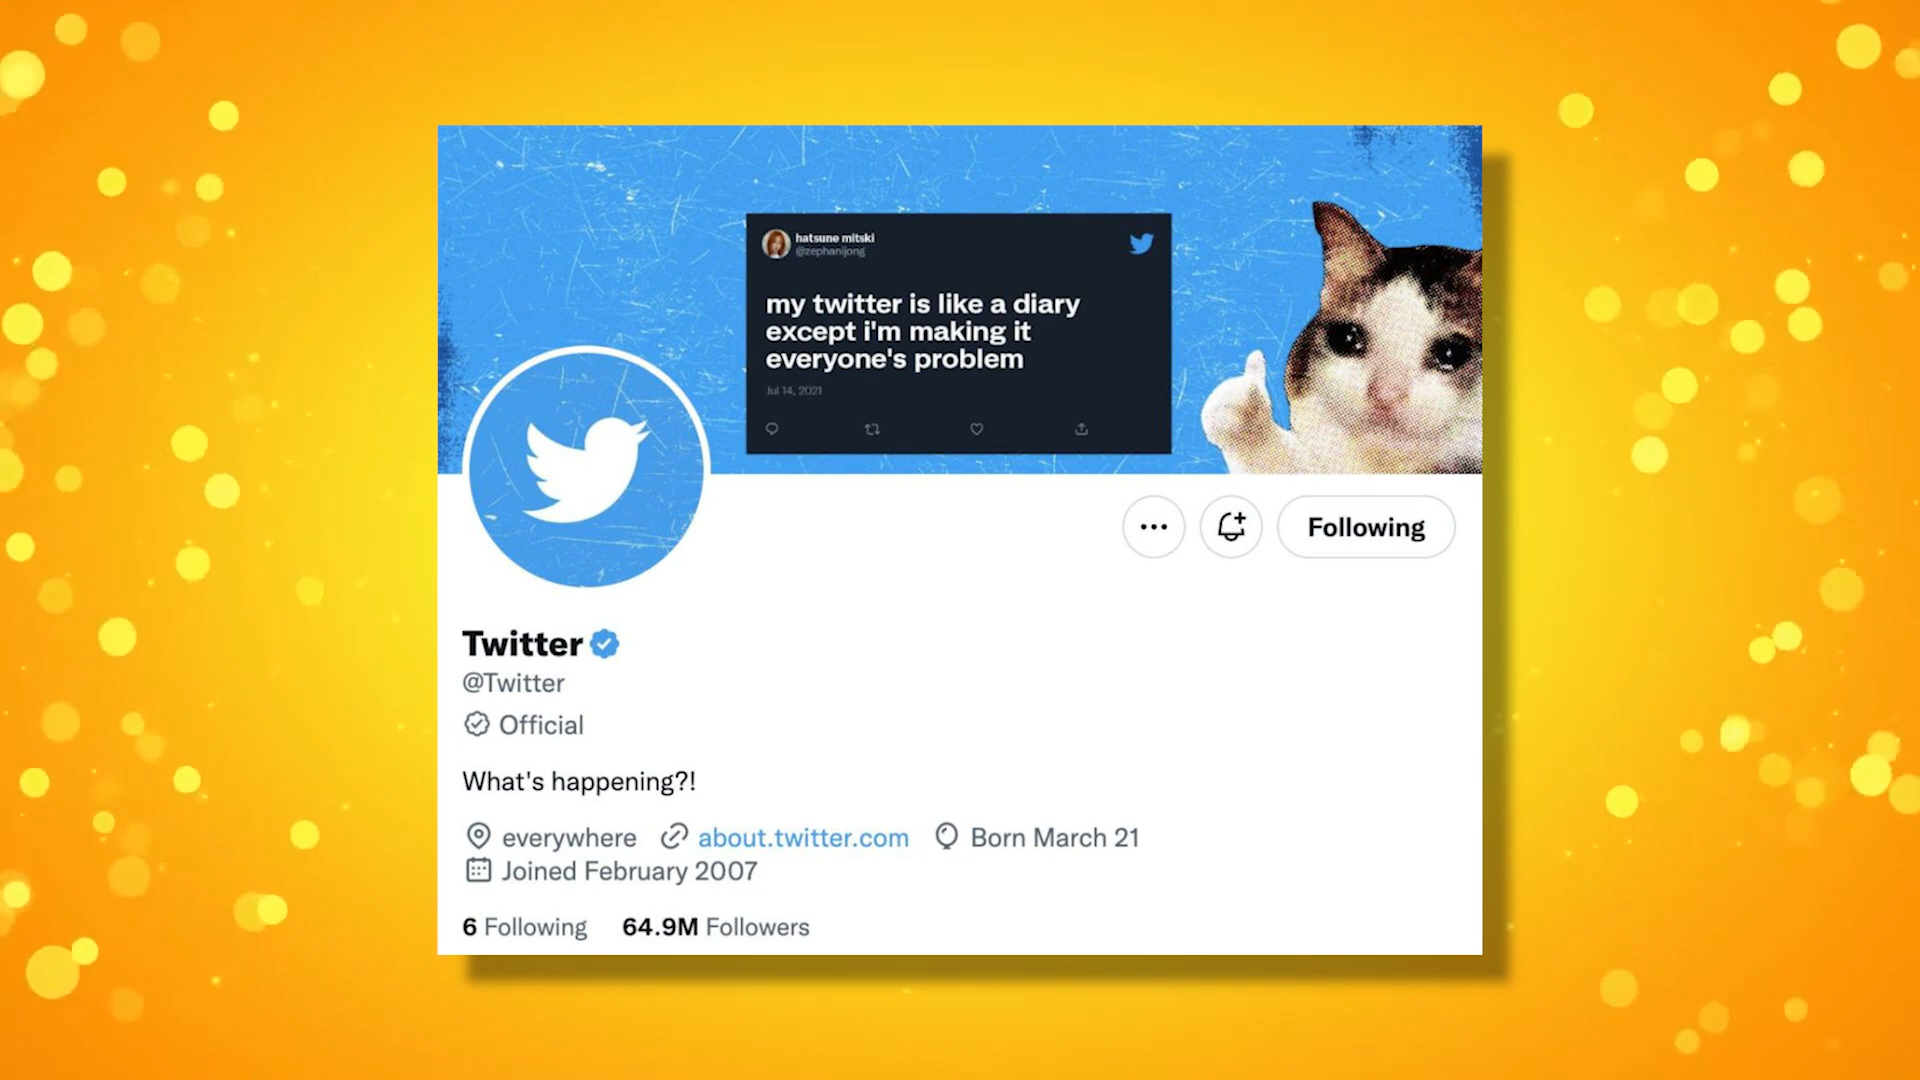 hatsune mitski
@zephanijong
my twitter is like a diary
except i'm making it
everyone's problem
Jul 14, 2021
Following
Twitter
@Twitter
Official
What's happening?!
everywhere about.twitter.com Born March 21
Joined February 2007
6 Following 64.9M Followers